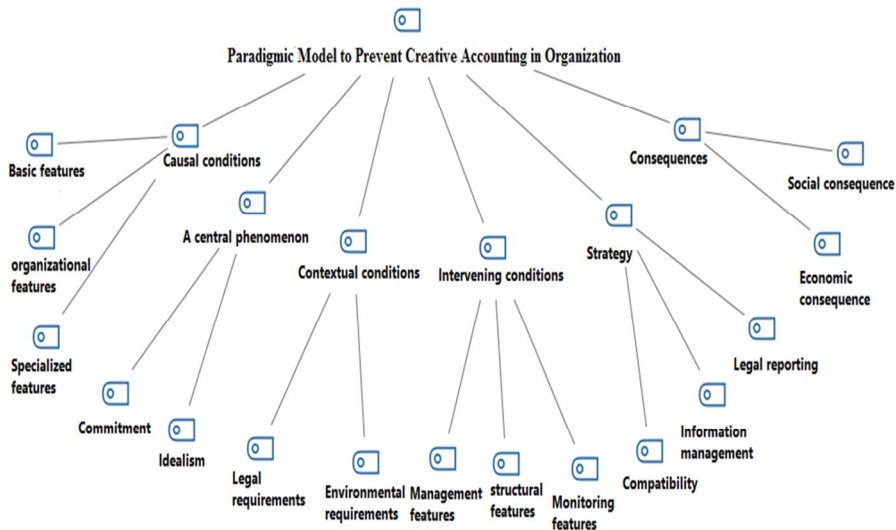 Paradigmic Model to Prevent Creative Accounting in Organization
Basic features
Causal conditions
Consequences
Social consequence
organizational
features
A central phenomenon
Contextual conditions
Intervening conditions
Strategy
Economic
consequence
Specialized
features
Legal reporting
Commitment
Idealism
Legal
requirements
Environmental
requirements
Management
features
structural
features
Monitoring
features
Compatibility
Information
management